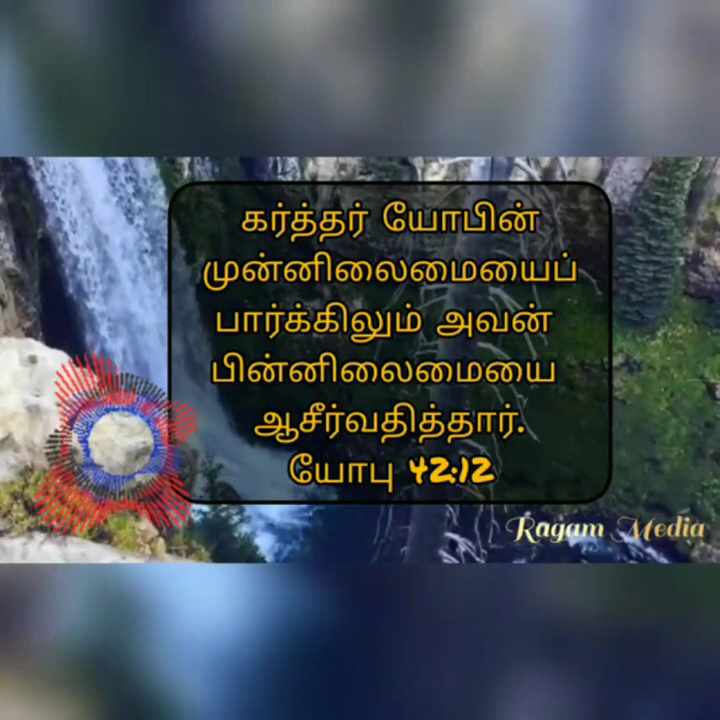 கர்த்தர் யோபின்
முன்னிலைமையைப்
பார்க்கிலும் அவன்
பின்னிலைமையை
ஆசீர்வதித்தார்.
யோபு 42:12
Ragam Media